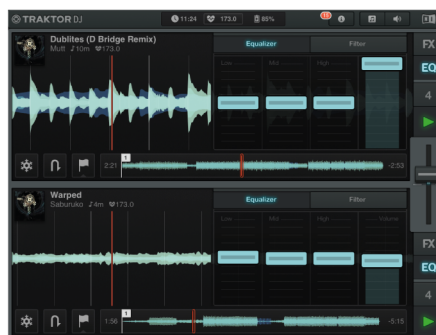 TRAKTOR DJ 11:24 173.0 85% 15 i
Dublites (D Bridge Remix)
Mutt ♪10m ♥173.0
Equalizer Filter
FX
Low Mid High
EQ
4
1
2:21 -2:53
Warped
Saburuko ♪4m ♥173.0
Equalizer Filter
FX
Low Mid High Volume
EQ
4
1
1:56 -5:15